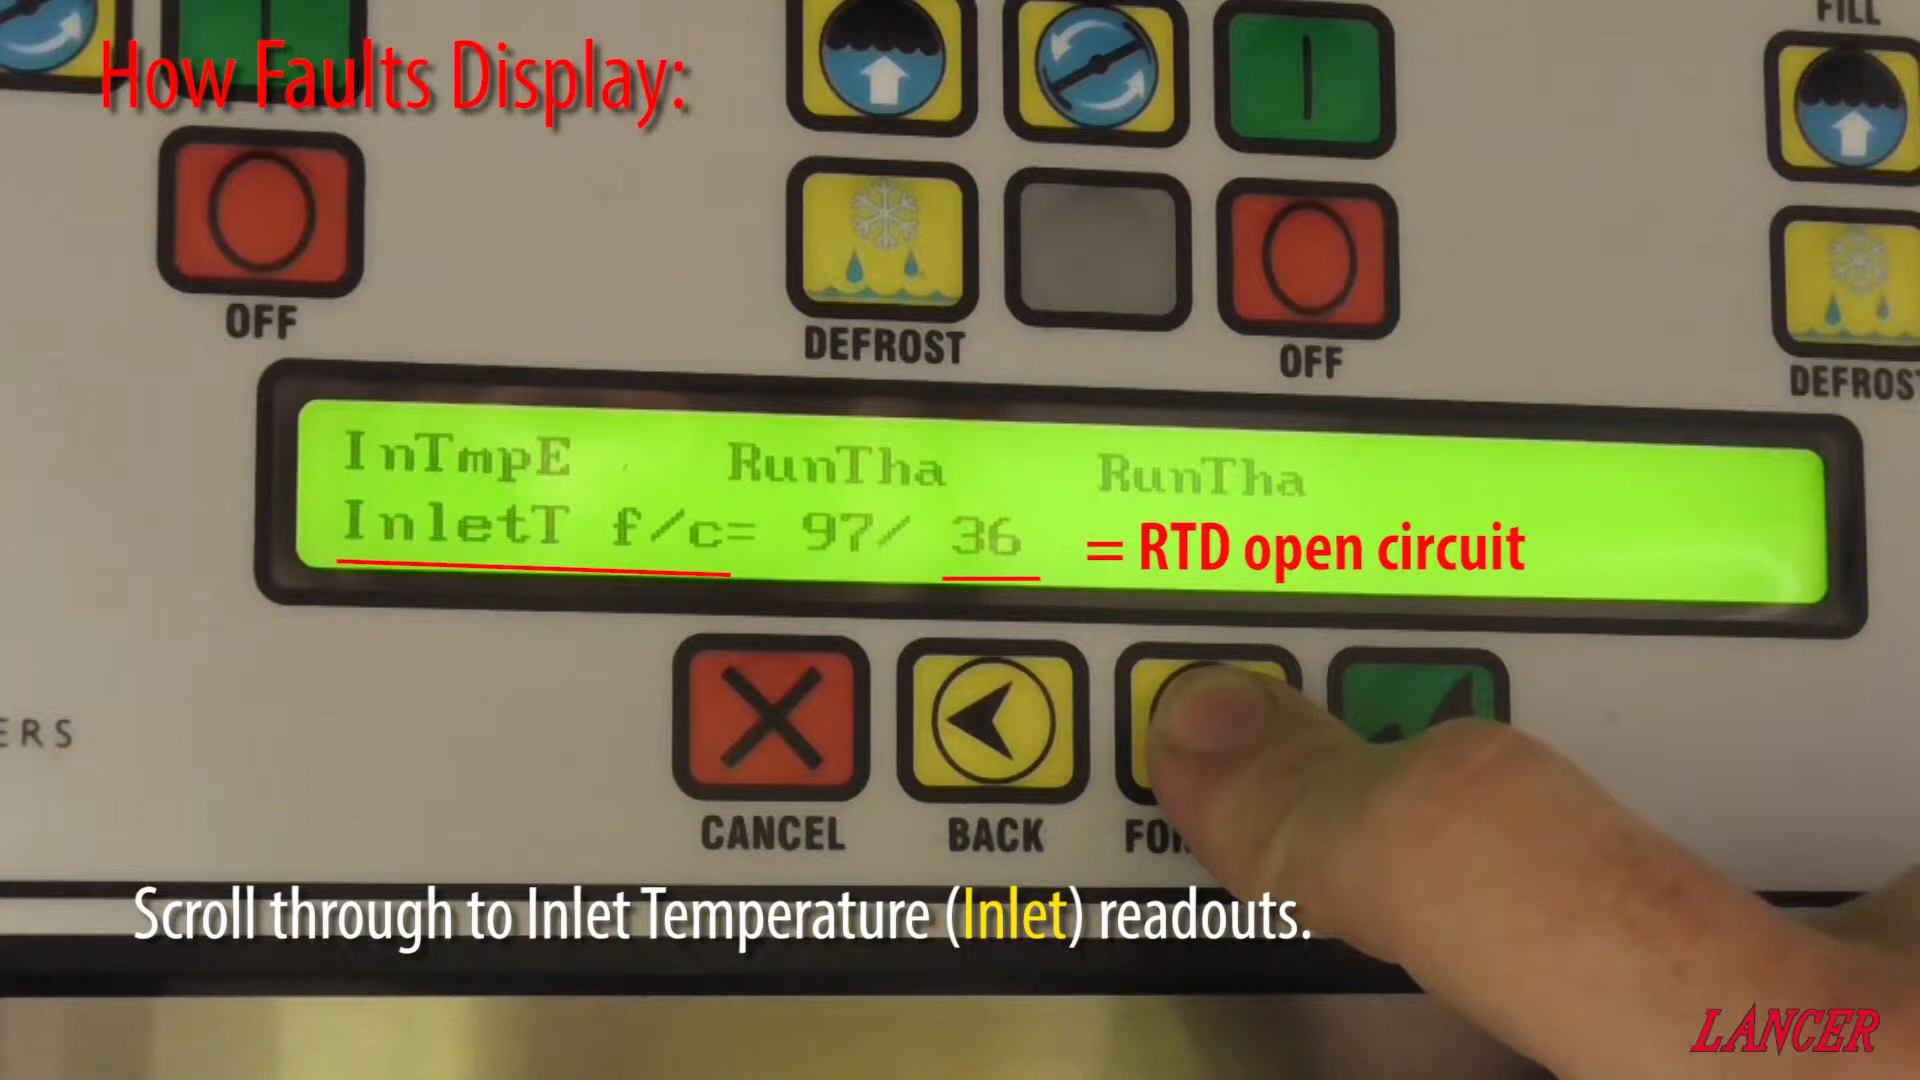 FILL
How Faults Display:
OFF
DEFROST
OFF
DEFROST
InTmpE RunTha RunTha
InletT f/c= 97/ 36 = RTD open circuit
ERS
CANCEL BACK
Scroll through to Inlet Temperature (Inlet) readouts.
LANCER